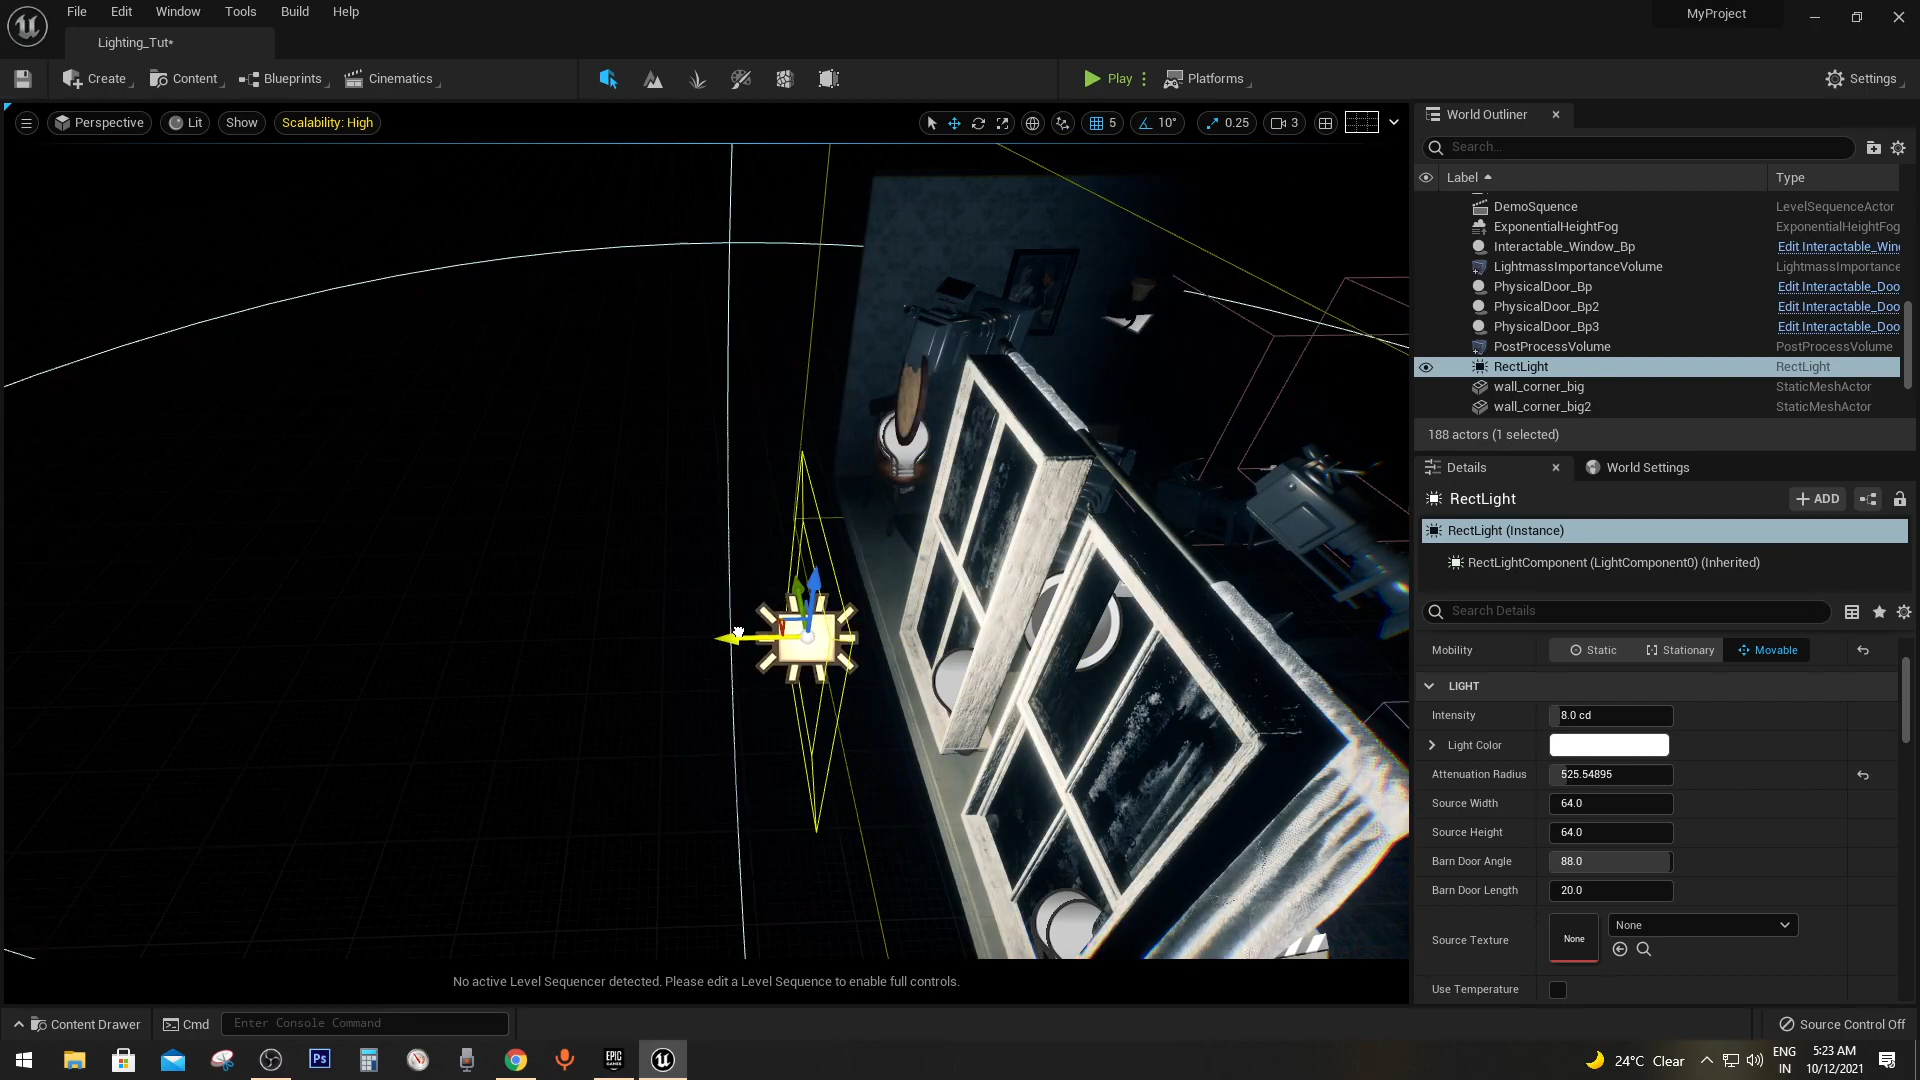 File Edit Window Tools Build Help
MyProject
Lighting_Tut*
Create Content Blueprints Cinematics Play Platforms Settings
Perspective Lit Show Scalability: High 5 10° 0.25 3
World Outliner
Search...
Label Type
DemoSquence LevelSequenceActor
ExponentialHeightFog ExponentialHeightFog
Interactable_Window_Bp Edit Interactable_Win
LightmassImportanceVolume LightmassImportance
PhysicalDoor_Bp Edit Interactable_Doo
PhysicalDoor_Bp2 Edit Interactable_Doo
PhysicalDoor_Bp3 Edit Interactable_Doo
PostProcessVolume PostProcessVolume
RectLight RectLight
wall_corner_big StaticMeshActor
wall_corner_big2 StaticMeshActor
188 actors (1 selected)
Details World Settings
RectLight ADD
RectLight (Instance)
RectLightComponent (LightComponent0) (Inherited)
Search Details
Mobility Static Stationary Movable
LIGHT
Intensity 8.0 cd
Light Color
Attenuation Radius 525.54895
Source Width 64.0
Source Height 64.0
Barn Door Angle 88.0
Barn Door Length 20.0
None
Source Texture None
Use Temperature
No active Level Sequencer detected. Please edit a Level Sequence to enable full controls.
Content Drawer Cmd Enter Console Command Source Control Off
Ps EPIC GAMES 24°C Clear ENG IN 5:23 AM 10/12/2021